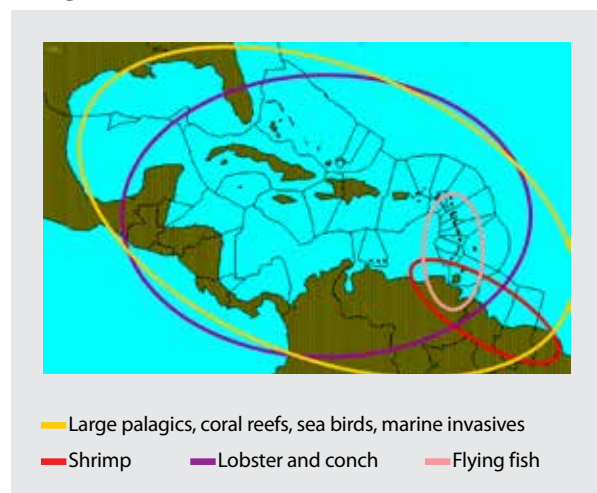 Large palagics, coral reefs, sea birds, marine invasives
Shrimp Lobster and conch Flying fish